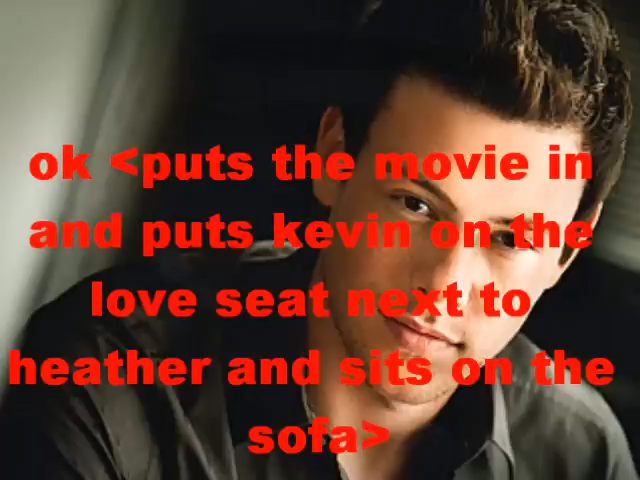 ok <puts the movie in
and puts kevin on the
love seat next to
heather and sits on the
sofa>